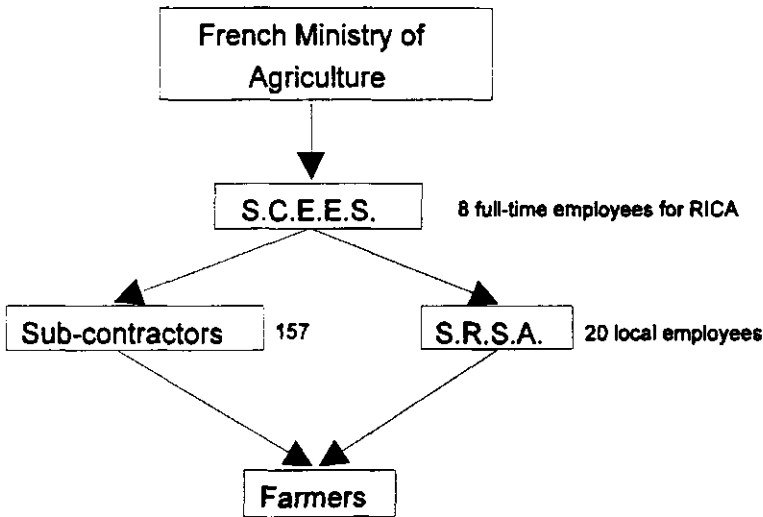 French Ministry of
Agriculture
S.C.E.E.S.
8 full-time employees for RICA
Sub-contractors
157
S.R.S.A.
20 local employees
Farmers